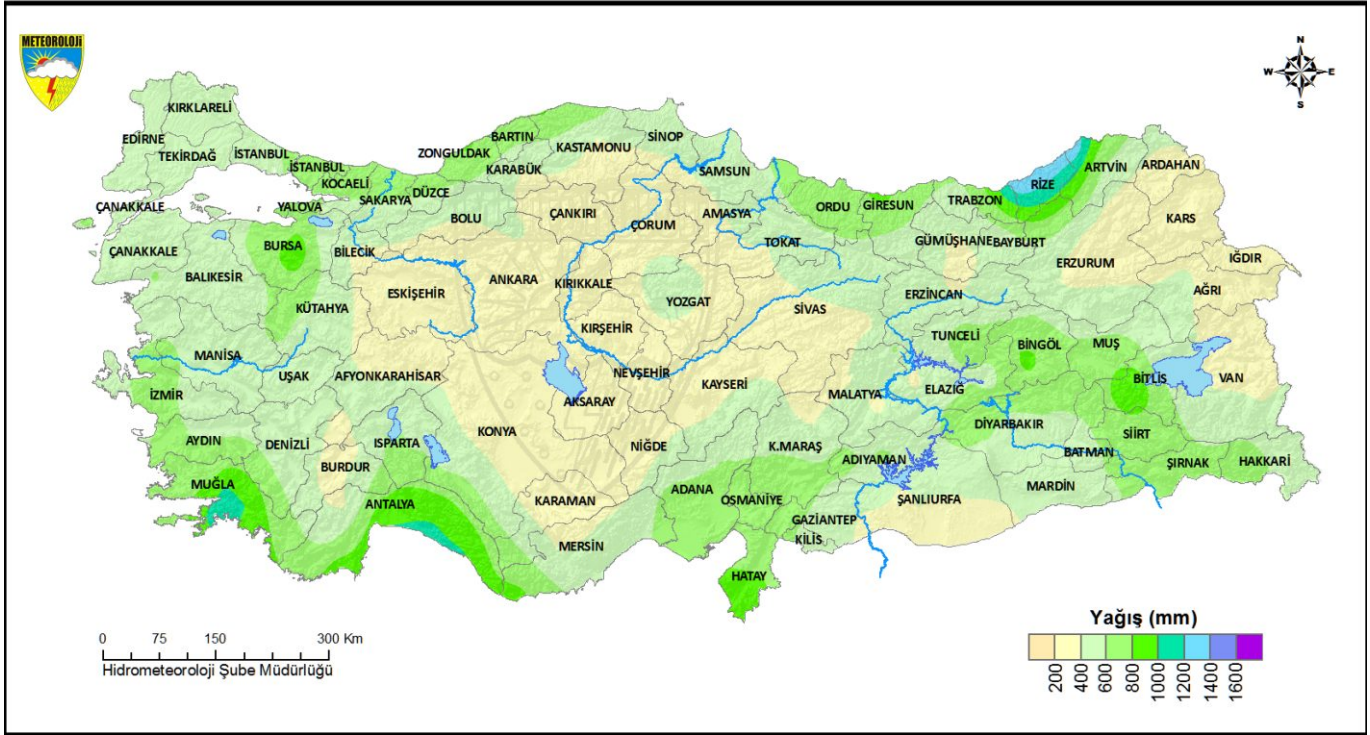 METEOROLOJİ
N
W E
S
KIRKLARELİ
EDİRNE
TEKİRDAĞ
İSTANBUL
İSTANBUL
KOCAELİ
YALOVA
SAKARYA
DÜZCE
ZONGULDAK
BARTIN
KARABÜK
KASTAMONU
SİNOP
SAMSUN
ORDU
GİRESUN
TRABZON
RİZE
ARTVİN
ARDAHAN
KARS
IĞDIR
AĞRI
ÇANAKKALE
ÇANAKKALE
BURSA
BİLECİK
BOLU
ÇANKIRI
ÇORUM
AMASYA
TOKAT
GÜMÜŞHANE
BAYBURT
ERZURUM
ERZİNCAN
BALIKESİR
KÜTAHYA
ESKİŞEHİR
ANKARA
KIRIKKALE
YOZGAT
SİVAS
KIRŞEHİR
NEVŞEHİR
KAYSERİ
TUNCELİ
BİNGÖL
MUŞ
BİTLİS
VAN
MANİSA
UŞAK
AFYONKARAHİSAR
AKSARAY
MALATYA
ELAZIĞ
İZMİR
AYDIN
DENİZLİ
ISPARTA
BURDUR
KONYA
NİĞDE
K.MARAŞ
ADIYAMAN
DİYARBAKIR
BATMAN
SİİRT
ŞIRNAK
HAKKARİ
MARDİN
MUĞLA
ANTALYA
KARAMAN
MERSİN
ADANA
OSMANİYE
GAZİANTEP
KİLİS
ŞANLIURFA
HATAY
0 75 150 300 Km
Hidrometeoroloji Şube Müdürlüğü
Yağış (mm)
200 400 600 800 1000 1200 1400 1600